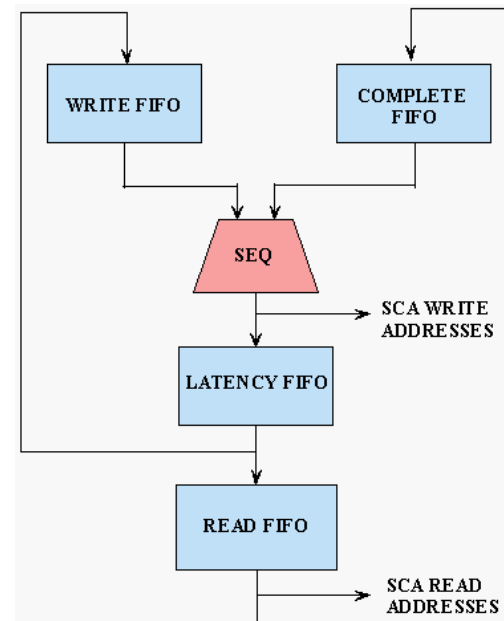 WRITE FIFO
COMPLETE
FIFO
SEQ
SCA WRITE
ADDRESSES
LATENCY FIFO
READ FIFO
SCA READ
ADDRESSES